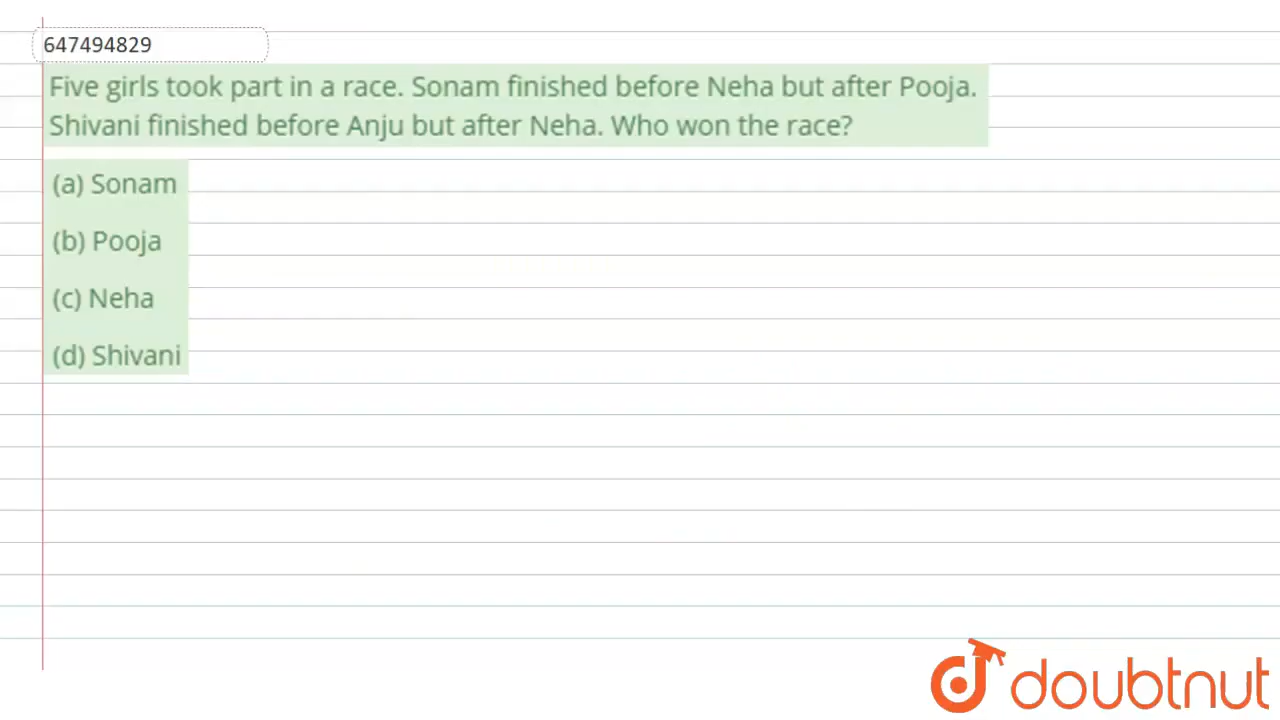 647494829
Five girls took part in a race. Sonam finished before Neha but after Pooja.
Shivani finished before Anju but after Neha. Who won the race?
(a) Sonam
(b) Pooja
(c) Neha
(d) Shivani
doubtnut